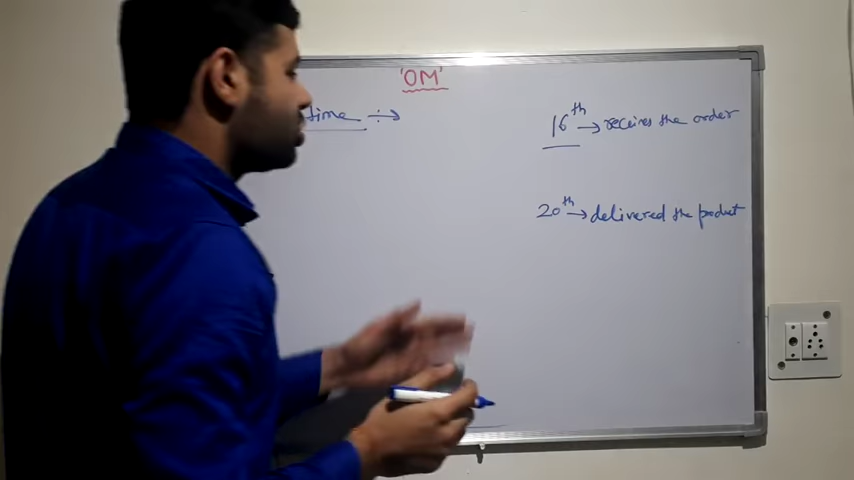 'OM'
time ÷→
16th → receives the order
20th → delivered the product